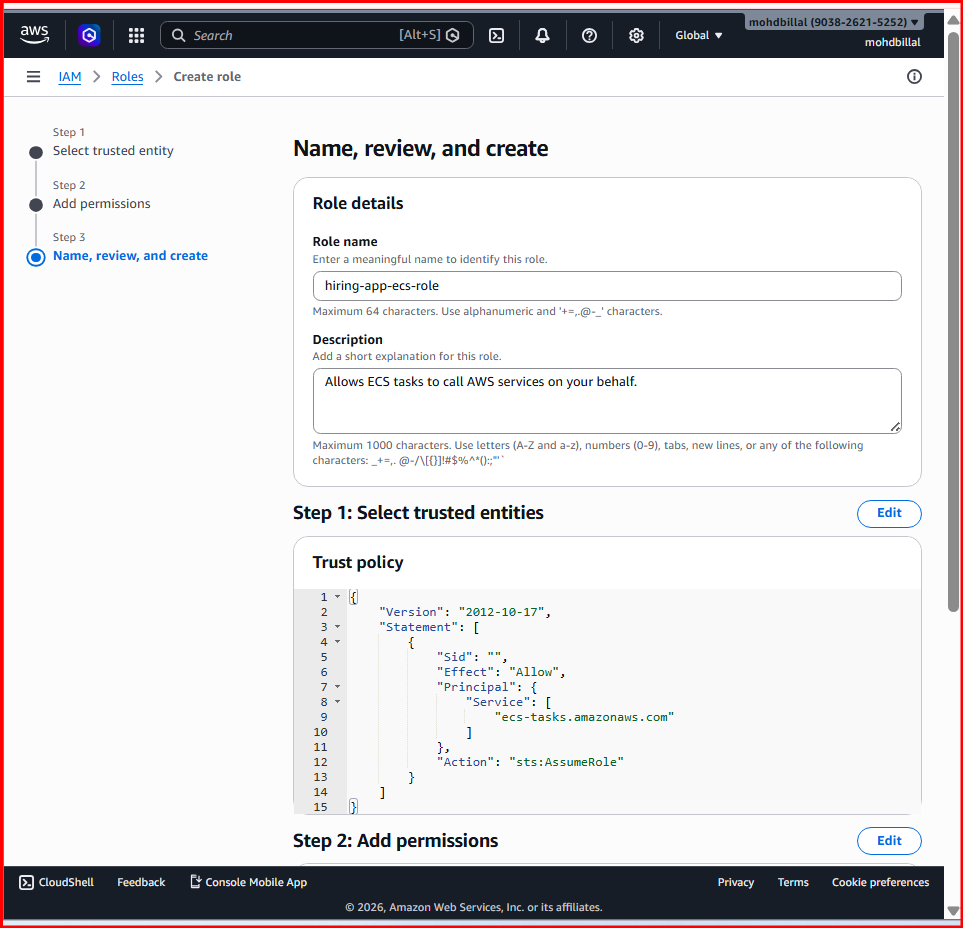 aws
Search [Alt+S]
Global
mohdbillal (9038-2621-5252)
mohdbillal
IAM > Roles > Create role
Step 1
Select trusted entity
Step 2
Add permissions
Step 3
Name, review, and create
Name, review, and create
Role details
Role name
Enter a meaningful name to identify this role.
hiring-app-ecs-role
Maximum 64 characters. Use alphanumeric and '+=,.@-_' characters.
Description
Add a short explanation for this role.
Allows ECS tasks to call AWS services on your behalf.
Maximum 1000 characters. Use letters (A-Z and a-z), numbers (0-9), tabs, new lines, or any of the following
characters: _+=,. @-/\[{}]!#$%^*();:"'`
Step 1: Select trusted entities
Edit
Trust policy
1 {
2 "Version": "2012-10-17",
3 "Statement": [
4 {
5 "Sid": "",
6 "Effect": "Allow",
7 "Principal": {
8 "Service": [
9 "ecs-tasks.amazonaws.com"
10 ]
11 },
12 "Action": "sts:AssumeRole"
13 }
14 ]
15 }
Step 2: Add permissions
Edit
CloudShell Feedback Console Mobile App Privacy Terms Cookie preferences
© 2026, Amazon Web Services, Inc. or its affiliates.